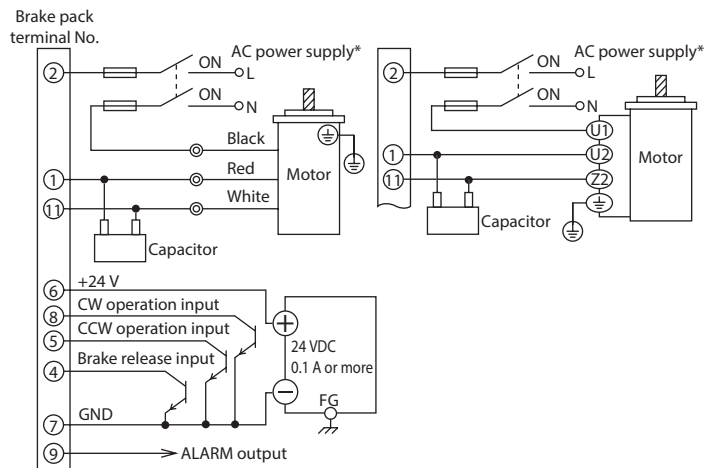 Brake pack
terminal No.
2
ON
AC power supply*
L
ON
N
Black
1
Red
11
White
Motor
Capacitor
2
ON
AC power supply*
L
ON
N
U1
1
U2
11
Z2
Motor
Capacitor
6
+24 V
8
CW operation input
5
CCW operation input
4
Brake release input
7
GND
9
ALARM output
24 VDC
0.1 A or more
FG